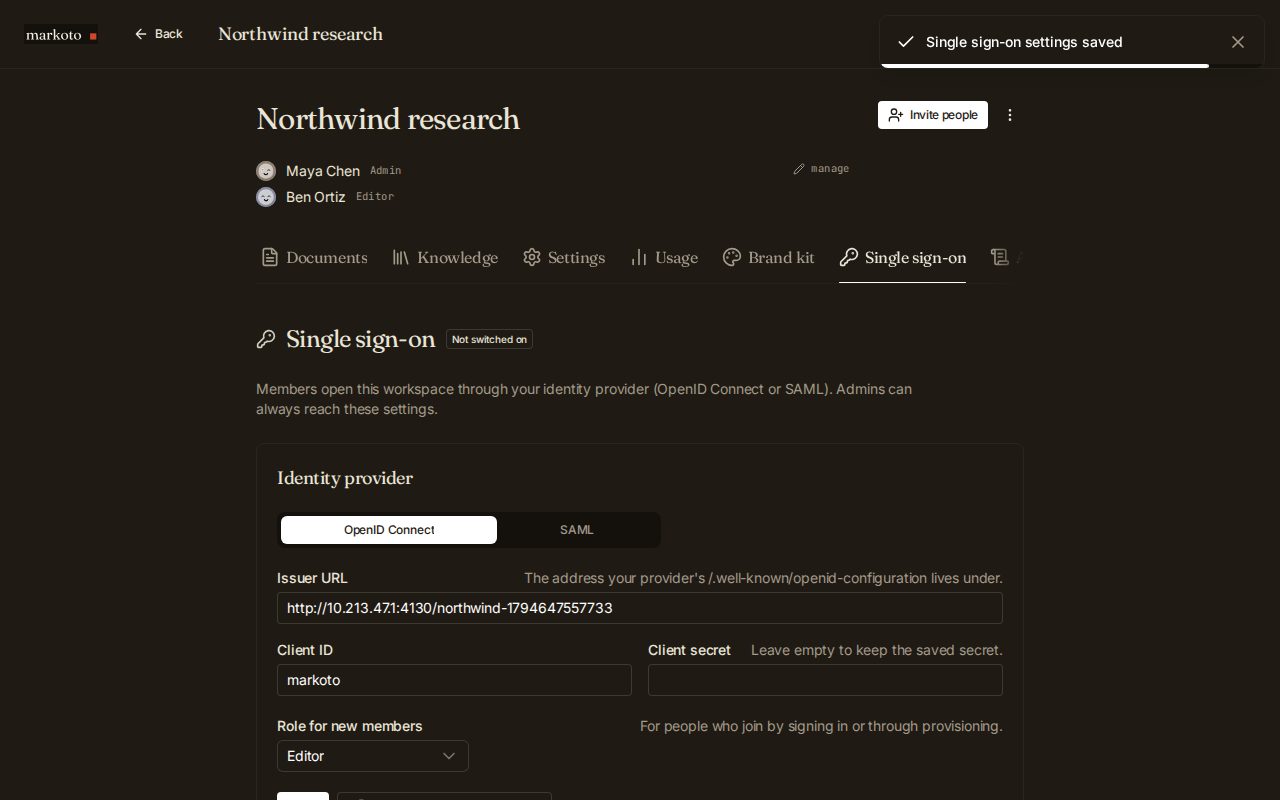 markoto
Back
Northwind research
Single sign-on settings saved
Northwind research
Invite people
Maya Chen Admin
manage
Ben Ortiz Editor
Documents Knowledge Settings Usage Brand kit Single sign-on
Single sign-on Not switched on
Members open this workspace through your identity provider (OpenID Connect or SAML). Admins can
always reach these settings.
Identity provider
OpenID Connect SAML
Issuer URL The address your provider's /.well-known/openid-configuration lives under.
http://10.213.47.1:4130/northwind-1794647557733
Client ID Client secret Leave empty to keep the saved secret.
markoto
Role for new members For people who join by signing in or through provisioning.
Editor